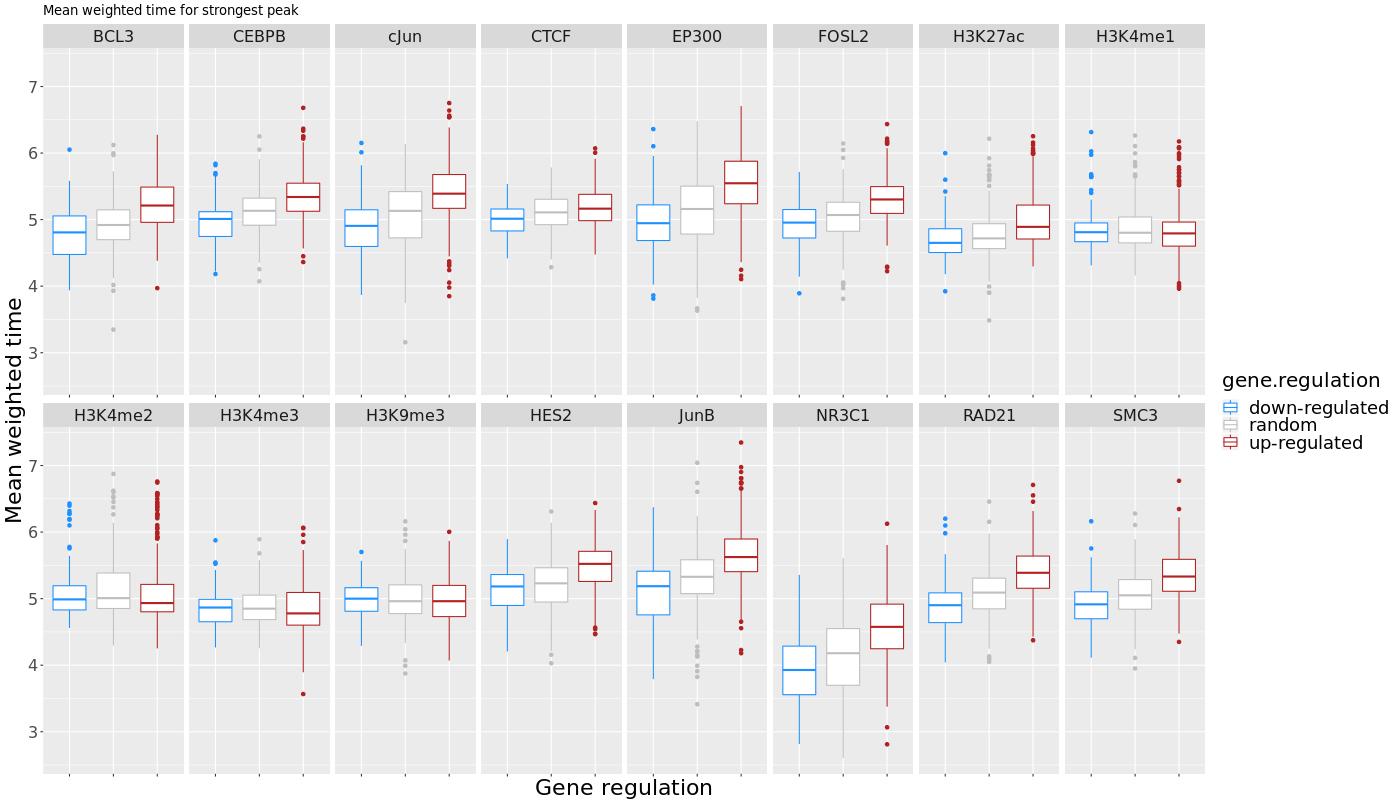 Mean weighted time for strongest peak
BCL3 CEBPB cJun CTCF EP300 FOSL2 H3K27ac H3K4me1
7
6
5
4
3
H3K4me2 H3K4me3 H3K9me3 HES2 JunB NR3C1 RAD21 SMC3
7
6
5
4
3
Mean weighted time
Gene regulation
gene.regulation
down-regulated
random
up-regulated